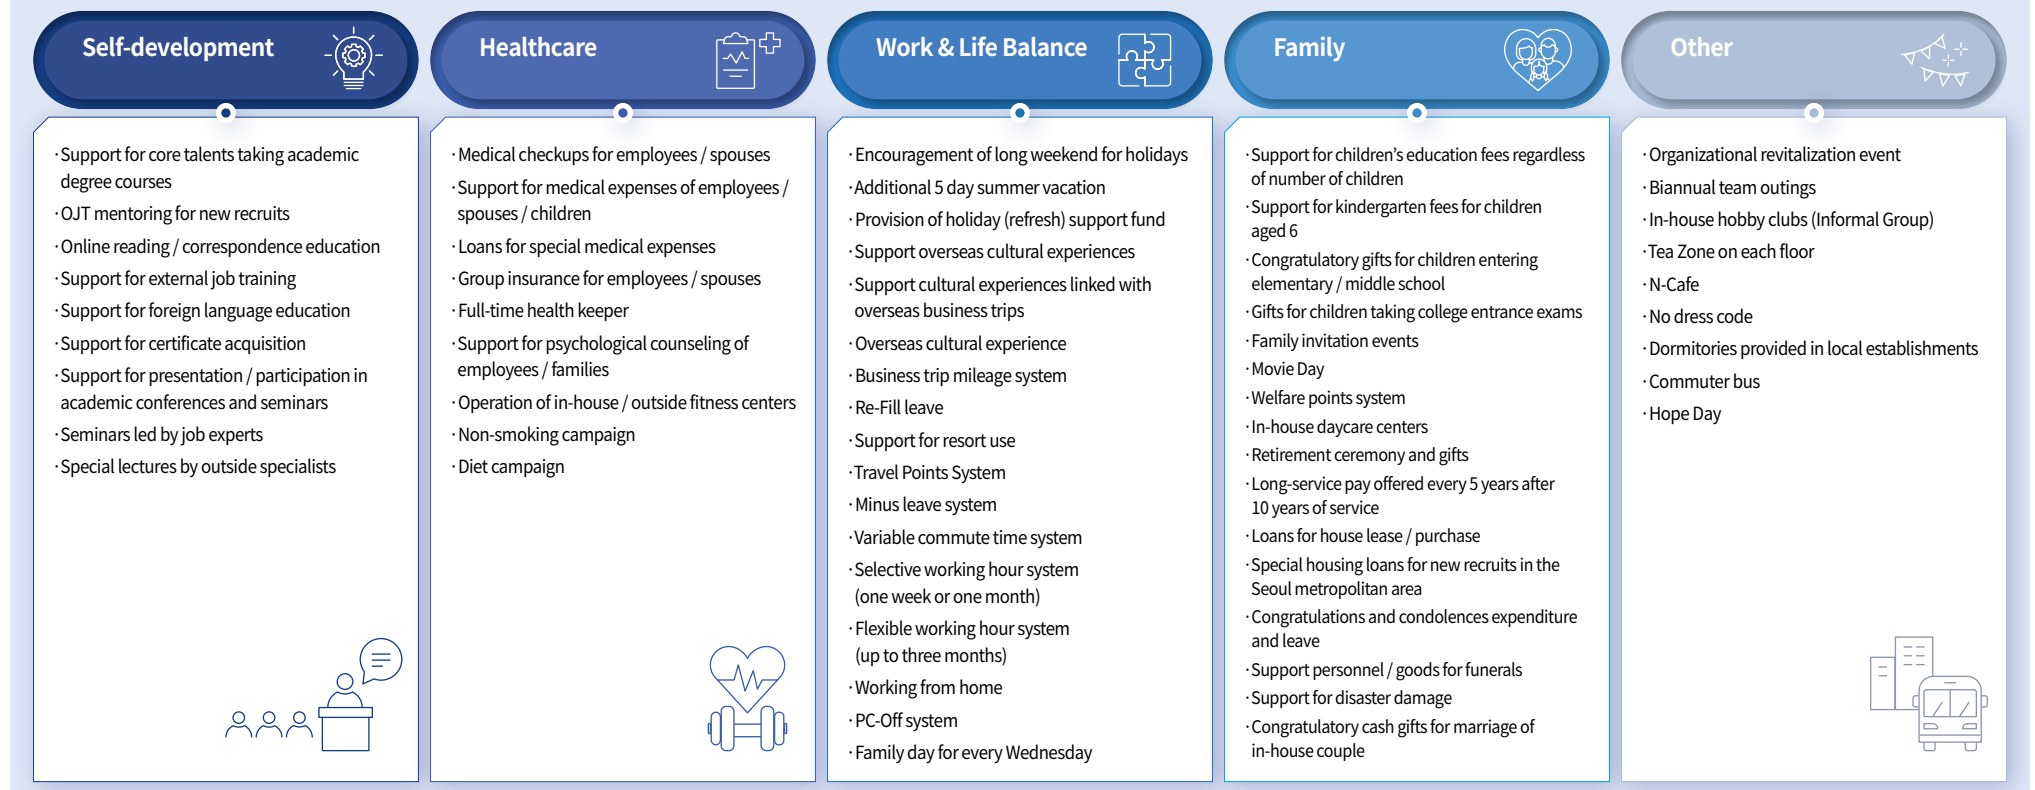 Self-development
·Support for core talents taking academic
degree courses
·OJT mentoring for new recruits
·Online reading / correspondence education
·Support for external job training
·Support for foreign language education
·Support for certificate acquisition
·Support for presentation / participation in
academic conferences and seminars
·Seminars led by job experts
·Special lectures by outside specialists
Healthcare
·Medical checkups for employees / spouses
·Support for medical expenses of employees /
spouses / children
·Loans for special medical expenses
·Group insurance for employees / spouses
·Full-time health keeper
·Support for psychological counseling of
employees / families
·Operation of in-house / outside fitness centers
·Non-smoking campaign
·Diet campaign
Work & Life Balance
·Encouragement of long weekend for holidays
·Additional 5 day summer vacation
·Provision of holiday (refresh) support fund
·Support overseas cultural experiences
·Support cultural experiences linked with
overseas business trips
·Overseas cultural experience
·Business trip mileage system
·Re-Fill leave
·Support for resort use
·Travel Points System
·Minus leave system
·Variable commute time system
·Selective working hour system
(one week or one month)
·Flexible working hour system
(up to three months)
·Working from home
·PC-Off system
·Family day for every Wednesday
Family
·Support for children’s education fees regardless
of number of children
·Support for kindergarten fees for children
aged 6
·Congratulatory gifts for children entering
elementary / middle school
·Gifts for children taking college entrance exams
·Family invitation events
·Movie Day
·Welfare points system
·In-house daycare centers
·Retirement ceremony and gifts
·Long-service pay offered every 5 years after
10 years of service
·Loans for house lease / purchase
·Special housing loans for new recruits in the
Seoul metropolitan area
·Congratulations and condolences expenditure
and leave
·Support personnel / goods for funerals
·Support for disaster damage
·Congratulatory cash gifts for marriage of
in-house couple
Other
·Organizational revitalization event
·Biannual team outings
·In-house hobby clubs (Informal Group)
·Tea Zone on each floor
·N-Cafe
·No dress code
·Dormitories provided in local establishments
·Commuter bus
·Hope Day